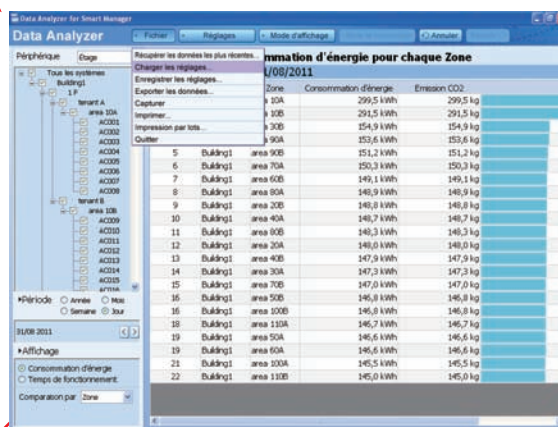 Data Analyzer for Smart Manager
Data Analyzer
Fichier
Réglages
Mode d'affichage
Annuler
Périphérique Étage
Récupérer les données les plus récentes...
Charger les réglages...
Enregistrer les réglages...
Exporter les données...
Capturer
Imprimer...
Impression par lots...
Quitter
mmation d'énergie pour chaque Zone
1/08/2011
Tous les systèmes
Building1
1 F
tenant A
area 10A
AC001
AC002
AC003
AC004
AC005
AC006
AC007
AC008
tenant B
area 10B
AC009
AC010
AC011
AC012
AC013
AC014
AC015
AC016
Zone Consommation d'énergie Emission CO2
10A 299,5 kWh 299,5 kg
10B 291,5 kWh 291,5 kg
30B 154,9 kWh 154,9 kg
90A 153,6 kWh 153,6 kg
5 Building1 area 90B 151,2 kWh 151,2 kg
6 Building1 area 70A 150,3 kWh 150,3 kg
7 Building1 area 60B 149,1 kWh 149,1 kg
8 Building1 area 80A 148,9 kWh 148,9 kg
9 Building1 area 20B 148,8 kWh 148,8 kg
10 Building1 area 40A 148,7 kWh 148,7 kg
11 Building1 area 80B 148,3 kWh 148,3 kg
12 Building1 area 20A 148,0 kWh 148,0 kg
13 Building1 area 40B 147,9 kWh 147,9 kg
14 Building1 area 30A 147,3 kWh 147,3 kg
15 Building1 area 70B 147,0 kWh 147,0 kg
16 Building1 area 50B 146,8 kWh 146,8 kg
16 Building1 area 100B 146,8 kWh 146,8 kg
18 Building1 area 110A 146,7 kWh 146,7 kg
19 Building1 area 50A 146,6 kWh 146,6 kg
19 Building1 area 60A 146,6 kWh 146,6 kg
21 Building1 area 100A 145,5 kWh 145,5 kg
22 Building1 area 110B 145,0 kWh 145,0 kg
Période Année Mois
Semaine Jour
31/08 2011
Affichage
Consommation d'énergie
Temps de fonctionnement
Comparaison par Zone